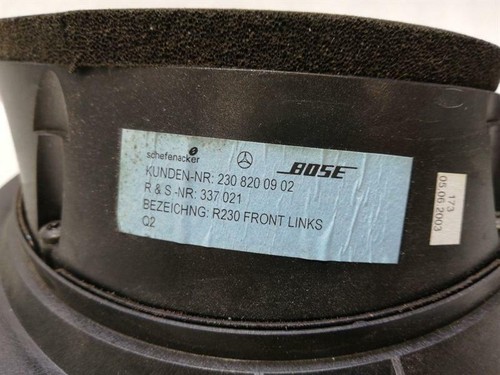 schefenacker
BOSE
KUNDEN-NR: 230 820 09 02
R & S -NR: 337 021
BEZEICHNG: R230 FRONT LINKS
Q2
173
05.06.2003